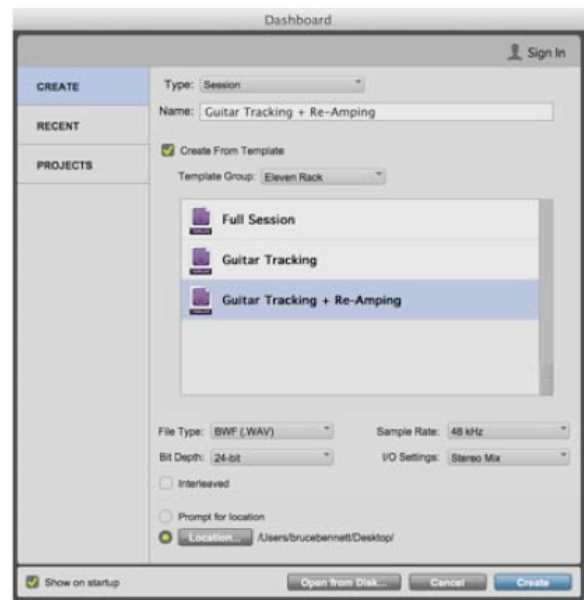 Dashboard
Sign In
CREATE
RECENT
PROJECTS
Type: Session
Name: Guitar Tracking + Re-Amping
Create From Template
Template Group: Eleven Rack
Full Session
Guitar Tracking
Guitar Tracking + Re-Amping
File Type: BWF (.WAV)
Sample Rate: 48 kHz
Bit Depth: 24-bit
I/O Settings: Stereo Mix
Interleaved
Prompt for location
Location... /Users/brucebennett/Desktop/
Show on startup
Open from Disk...
Cancel
Create